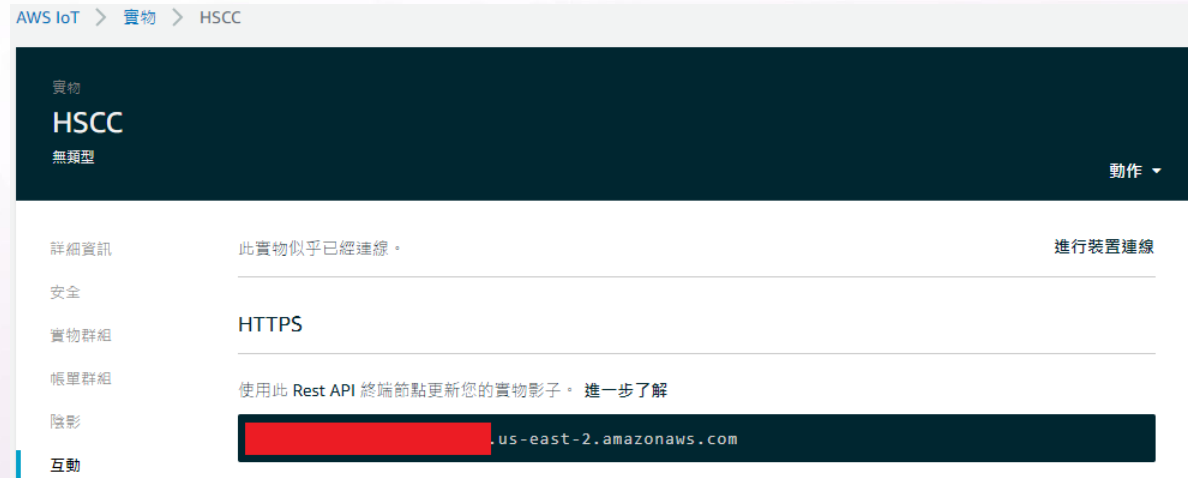 AWS IoT > 實物 > HSCC
實物
HSCC
無類型
動作
詳細資訊
此實物似乎已經連線。
進行裝置連線
安全
HTTPS
實物群組
帳單群組
使用此 Rest API 終端節點更新您的實物影子。 進一步了解
陰影
.us-east-2.amazonaws.com
互動